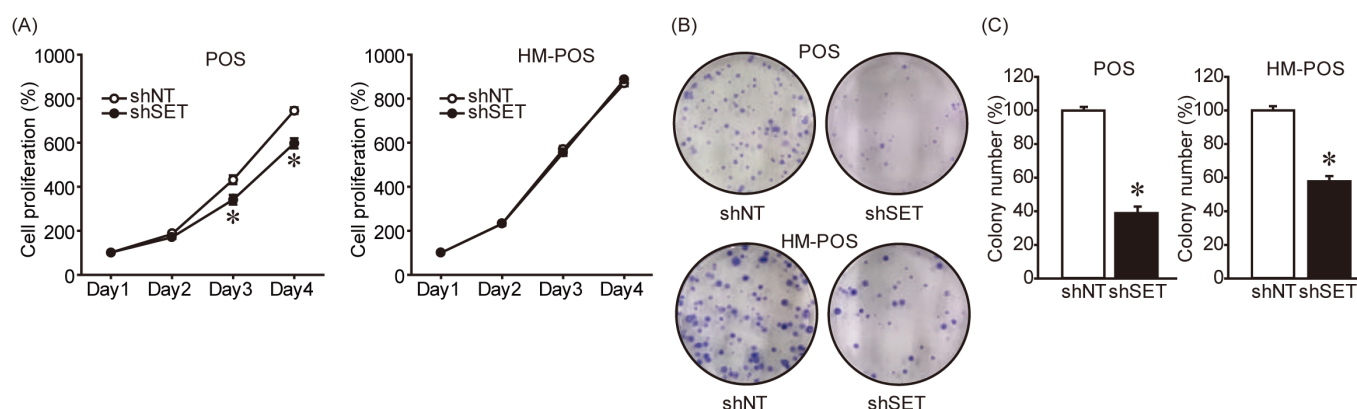 (A)
POS
Cell proliferation (%)
1000
800
600
400
200
0
shNT
shSET
*
*
Day1 Day2 Day3 Day4
HM-POS
Cell proliferation (%)
1000
800
600
400
200
0
shNT
shSET
Day1 Day2 Day3 Day4
(B)
POS
shNT shSET
HM-POS
shNT shSET
(C)
POS
Colony number (%)
120
100
80
60
40
20
0
*
shNT shSET
HM-POS
Colony number (%)
120
100
80
60
40
20
0
*
shNT shSET